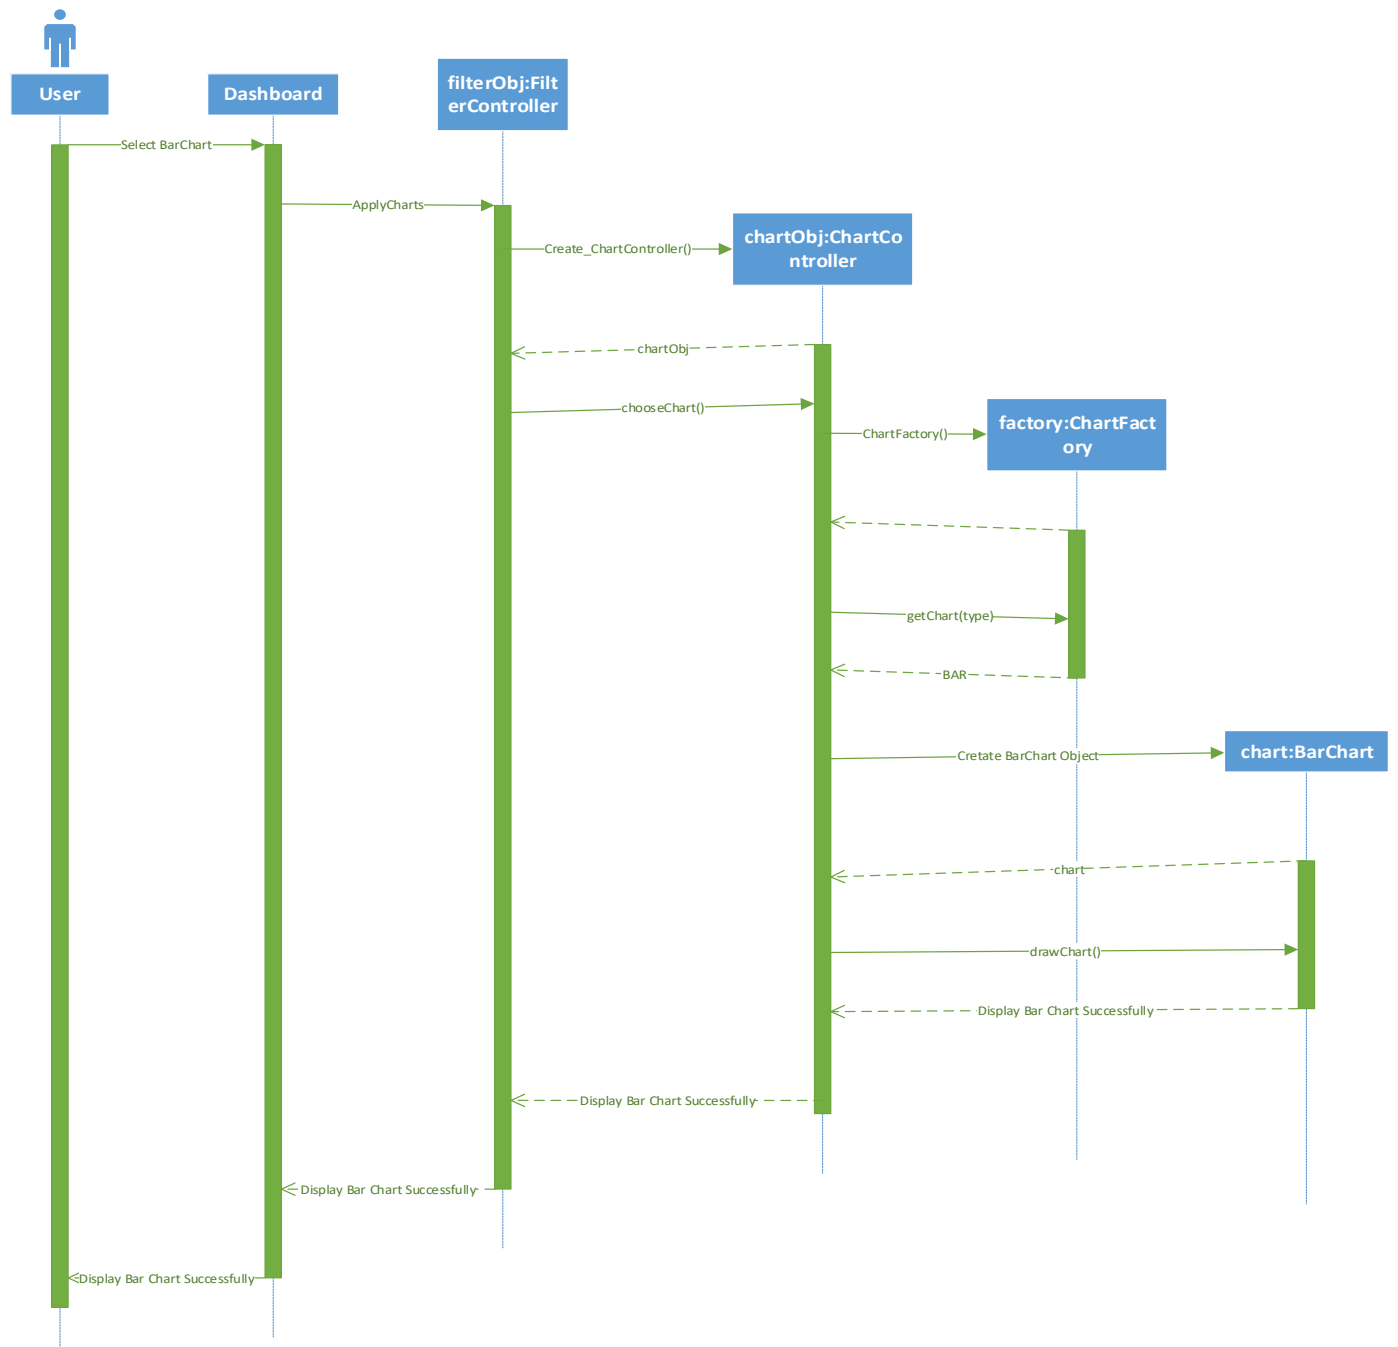 User
Dashboard
filterObj:Filt
erController
Select BarChart
ApplyCharts
Create_ChartController()
chartObj:ChartCo
ntroller
chartObj
chooseChart()
ChartFactory()
factory:ChartFact
ory
getChart(type)
BAR
Cretate BarChart Object
chart:BarChart
chart
drawChart()
Display Bar Chart Successfully
Display Bar Chart Successfully
Display Bar Chart Successfully
Display Bar Chart Successfully